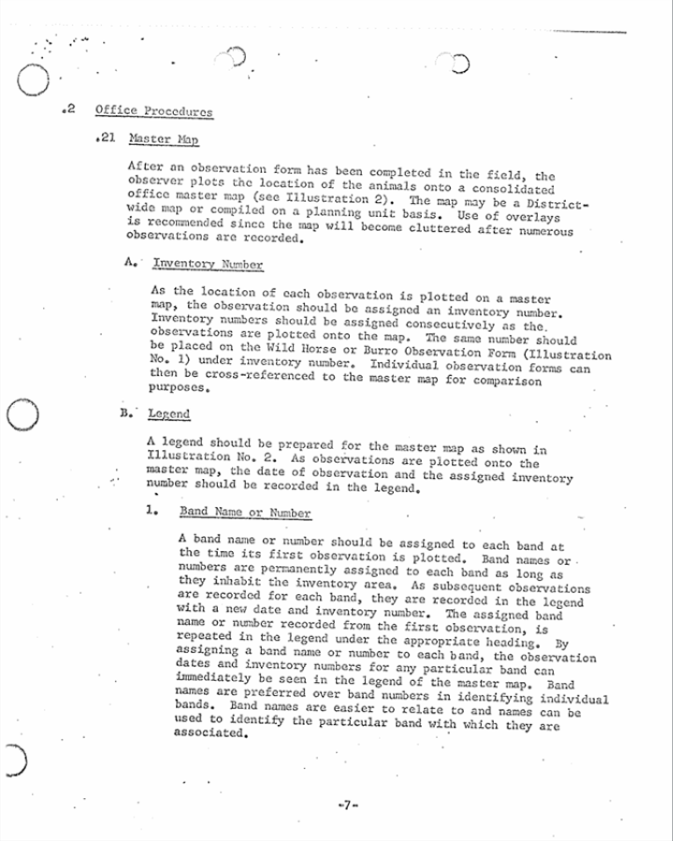 .2 Office Procedures
.21 Master Map
After an observation form has been completed in the field, the
observer plots the location of the animals onto a consolidated
office master map (see Illustration 2). The map may be a District-
wide map or compiled on a planning unit basis. Use of overlays
is recommended since the map will become cluttered after numerous
observations are recorded.
A. Inventory Number
As the location of each observation is plotted on a master
map, the observation should be assigned an inventory number.
Inventory numbers should be assigned consecutively as the
observations are plotted onto the map. The same number should
be placed on the Wild Horse or Burro Observation Form (Illustration
No. 1) under inventory number. Individual observation forms can
then be cross-referenced to the master map for comparison
purposes.
B. Legend
A legend should be prepared for the master map as shown in
Illustration No. 2. As observations are plotted onto the
master map, the date of observation and the assigned inventory
number should be recorded in the legend.
1. Band Name or Number
A band name or number should be assigned to each band at
the time its first observation is plotted. Band names or
numbers are permanently assigned to each band as long as
they inhabit the inventory area. As subsequent observations
are recorded for each band, they are recorded in the legend
with a new date and inventory number. The assigned band
name or number recorded from the first observation, is
repeated in the legend under the appropriate heading. By
assigning a band name or number to each band, the observation
dates and inventory numbers for any particular band can
immediately be seen in the legend of the master map. Band
names are preferred over band numbers in identifying individual
bands. Band names are easier to relate to and names can be
used to identify the particular band with which they are
associated.
-7-